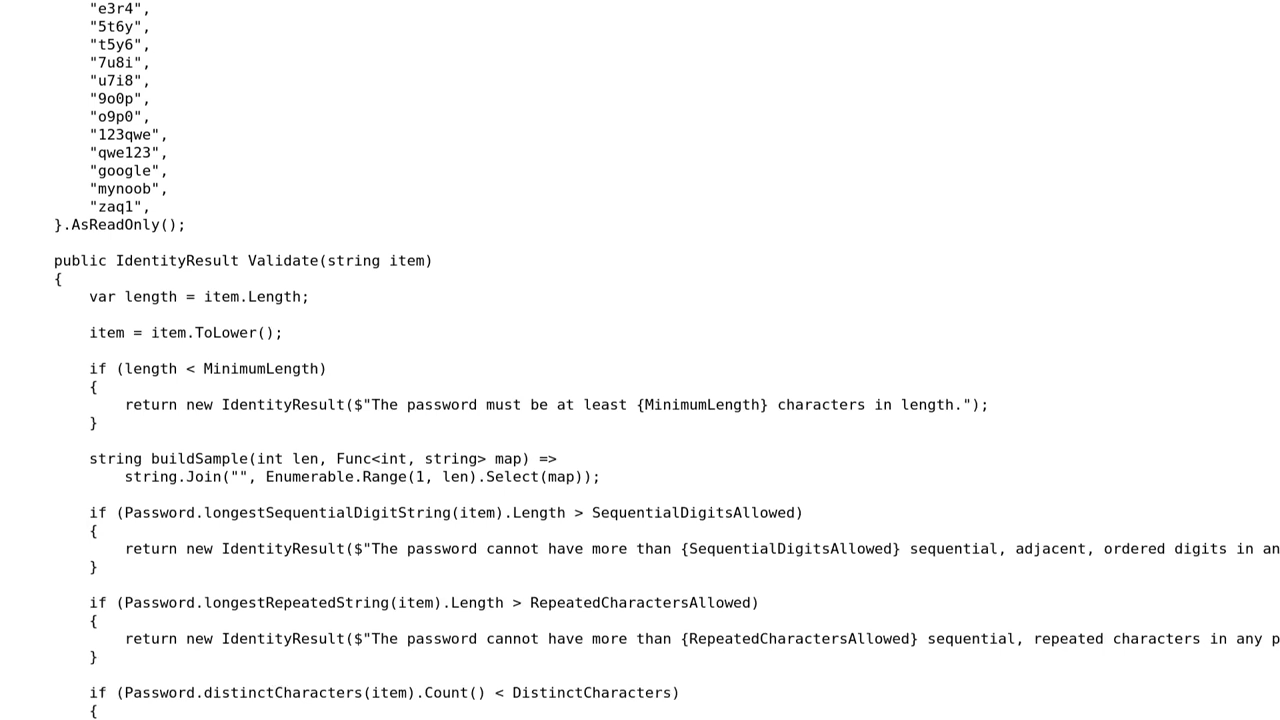 "e3r4",
"5t6y",
"t5y6",
"7u8i",
"u7i8",
"9o0p",
"o9p0",
"123qwe",
"qwe123",
"google",
"mynoob",
"zaq1",
}.AsReadOnly();
public IdentityResult Validate(string item)
{
var length = item.Length;
item = item.ToLower();
if (length < MinimumLength)
{
return new IdentityResult($"The password must be at least {MinimumLength} characters in length.");
}
string buildSample(int len, Func<int, string> map) =>
string.Join("", Enumerable.Range(1, len).Select(map));
if (Password.longestSequentialDigitString(item).Length > SequentialDigitsAllowed)
{
return new IdentityResult($"The password cannot have more than {SequentialDigitsAllowed} sequential, adjacent, ordered digits in an
}
if (Password.longestRepeatedString(item).Length > RepeatedCharactersAllowed)
{
return new IdentityResult($"The password cannot have more than {RepeatedCharactersAllowed} sequential, repeated characters in any p
}
if (Password.distinctCharacters(item).Count() < DistinctCharacters)
{